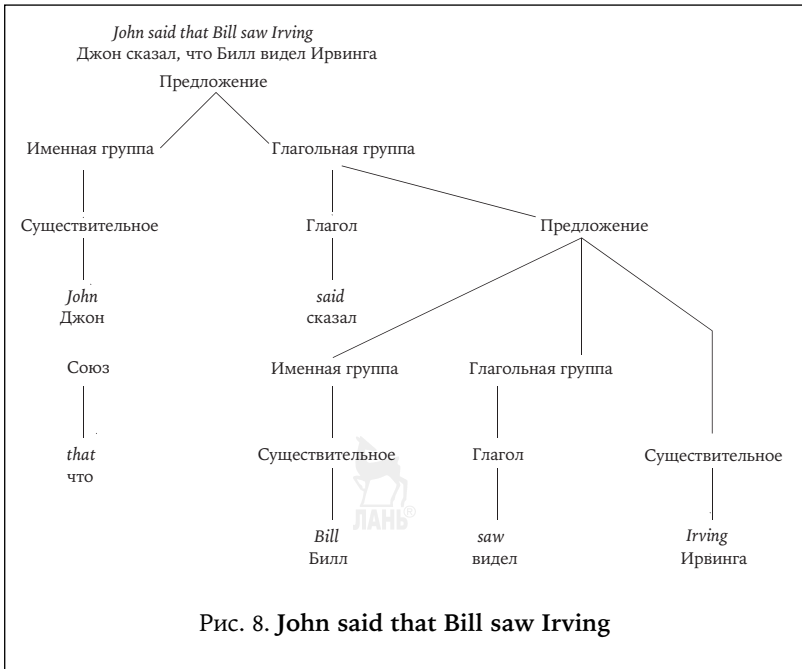 John said that Bill saw Irving
Джон сказал, что Билл видел Ирвинга
Предложение
Именная группа Глагольная группа
Существительное Глагол Предложение
John said
Джон сказал
Союз Именная группа Глагольная группа
that Существительное Глагол Существительное
что
ЛАНЬ®
Bill saw Irving
Билл видел Ирвинга
Рис. 8. John said that Bill saw Irving